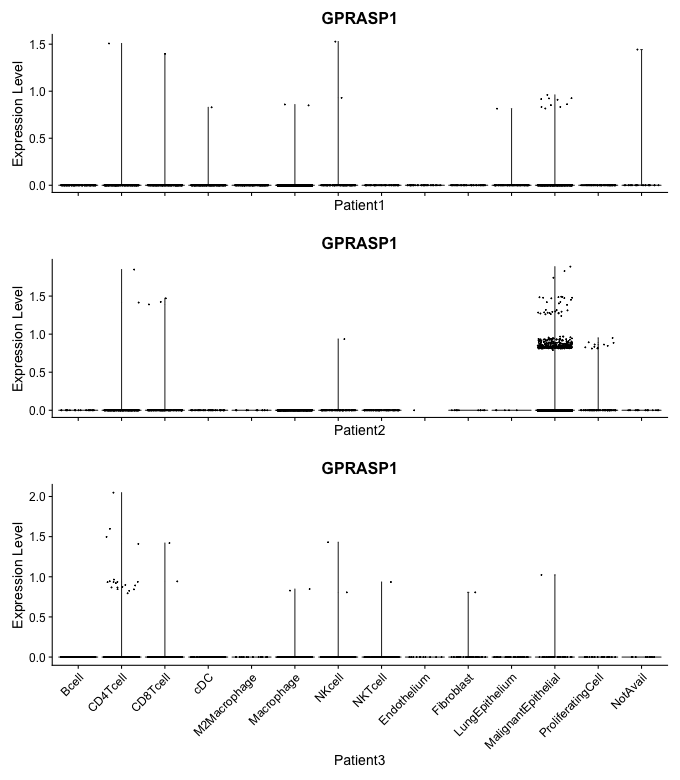 GPRASP1
Expression Level
1.5
1.0
0.5
0.0
Patient1
GPRASP1
Expression Level
1.5
1.0
0.5
0.0
Patient2
GPRASP1
Expression Level
2.0
1.5
1.0
0.5
0.0
Bcell
CD4Tcell
CD8Tcell
cDC
M2Macrophage
Macrophage
NKcell
NKTcell
Endothelium
Fibroblast
LungEpithelium
MalignantEpithelial
ProliferatingCell
NotAvail
Patient3